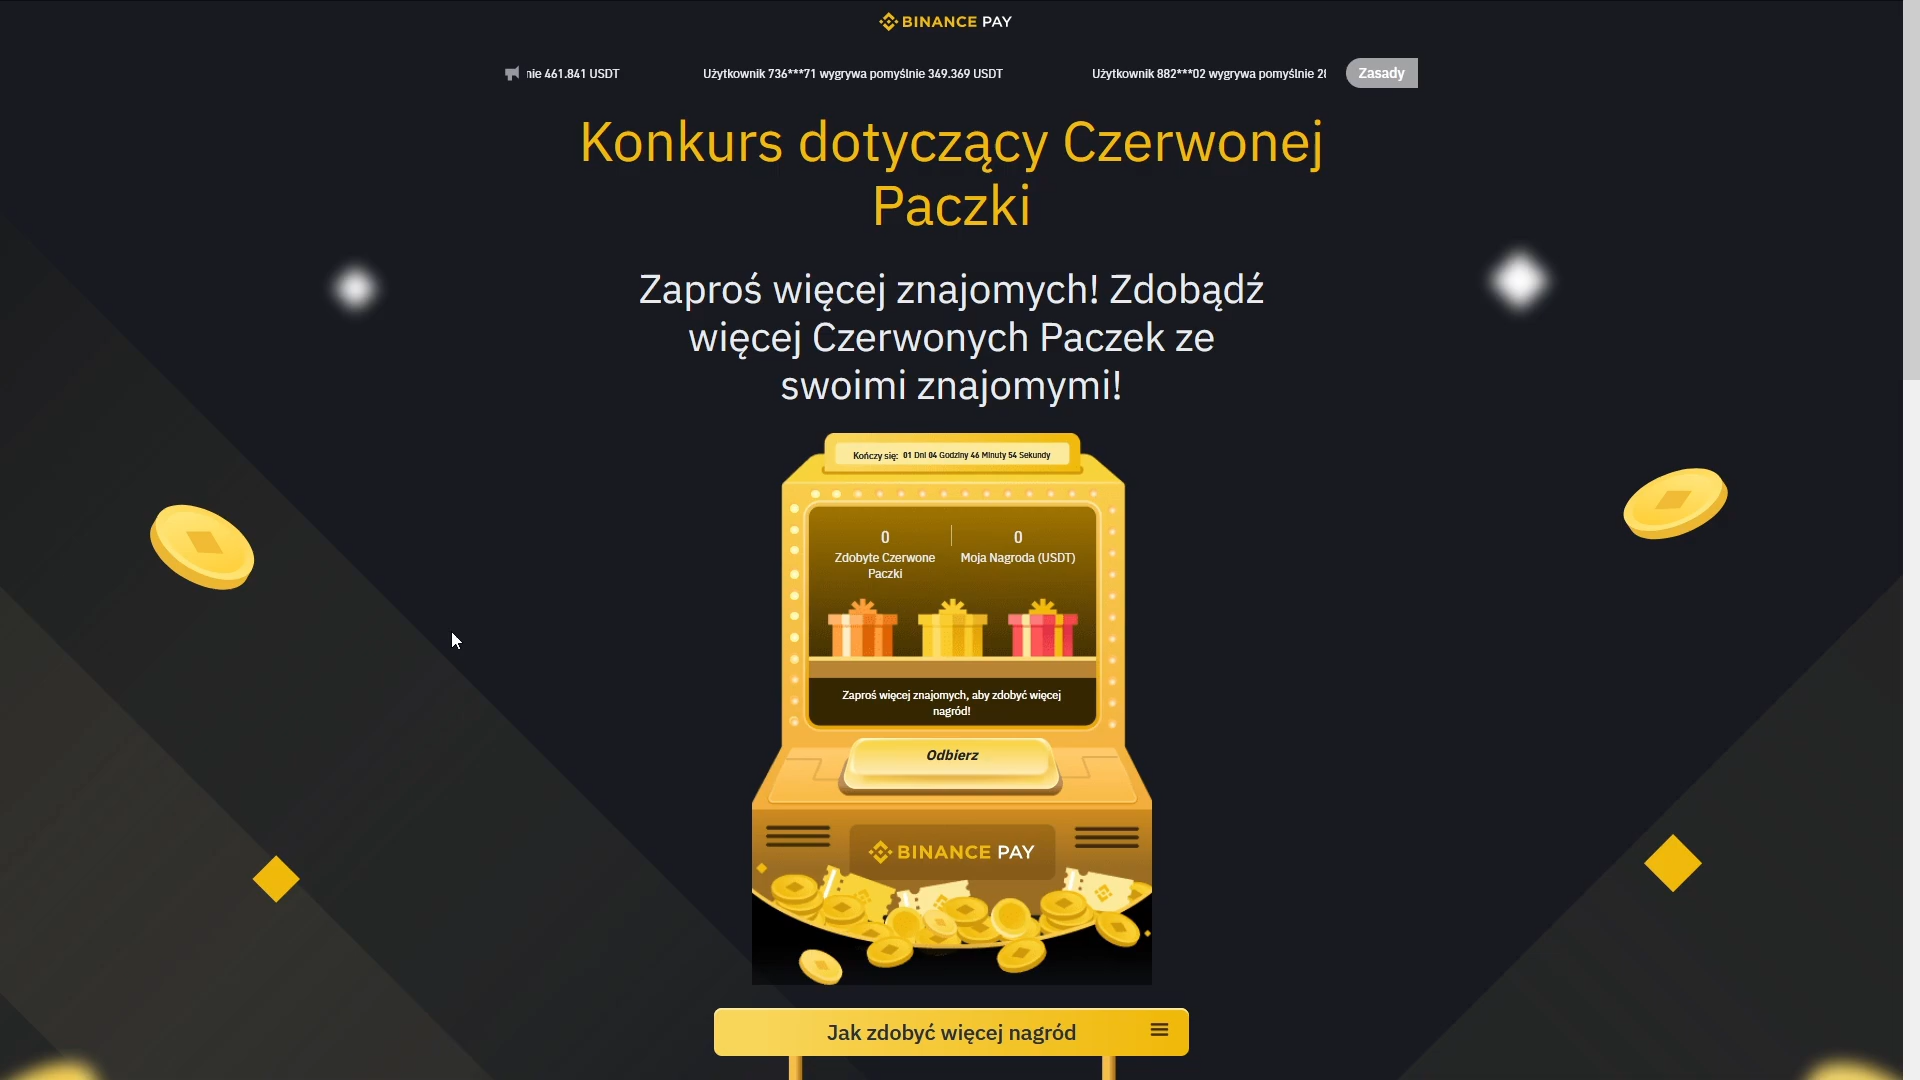 BINANCE PAY
nie 461.841 USDT
Użytkownik 736***71 wygrywa pomyślnie 349.369 USDT
Użytkownik 882***02 wygrywa pomyślnie
Zasady
Konkurs dotyczący Czerwonej
Paczki
Zaproś więcej znajomych! Zdobądź
więcej Czerwonych Paczek ze
swoimi znajomymi!
Kończy się: 01 Dni 04 Godziny 46 Minuty 54 Sekundy
0
Zdobyte Czerwone
Paczki
0
Moja Nagroda (USDT)
Zaproś więcej znajomych, aby zdobyć więcej
nagród!
Odbierz
BINANCE PAY
Jak zdobyć więcej nagród